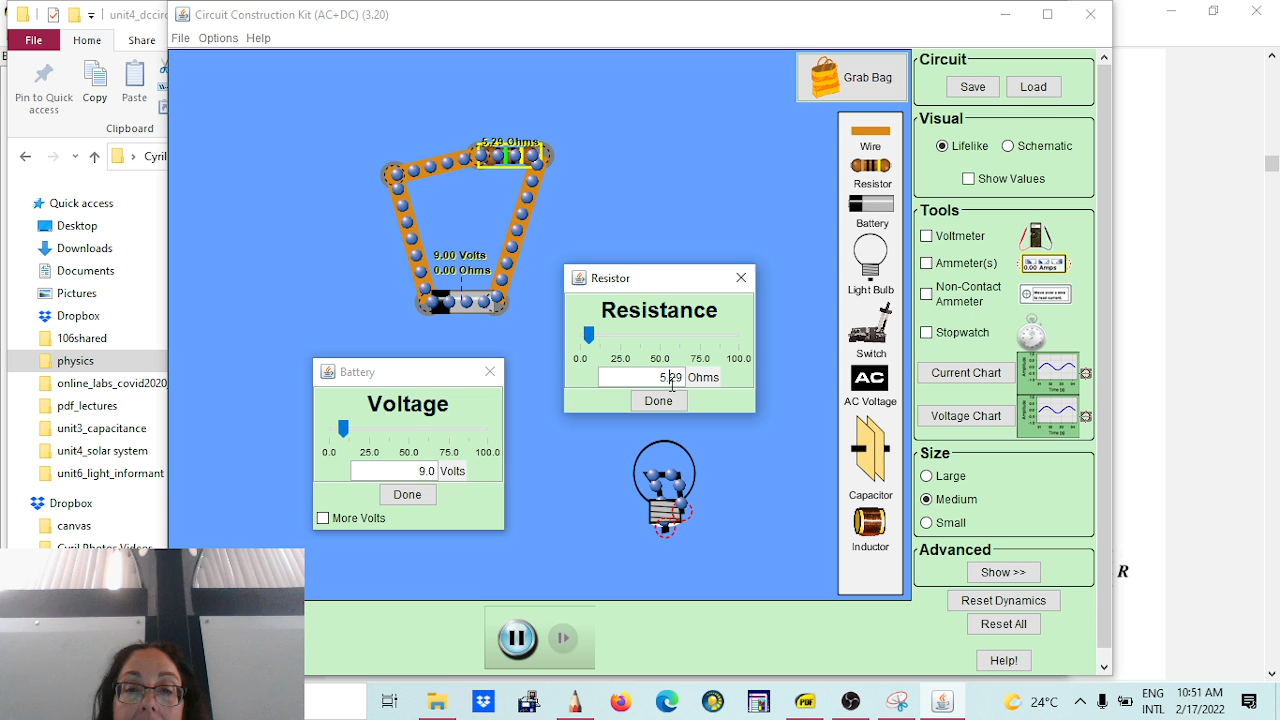 unit4_dccirc
File
Home
Share
Pin to Quick access
Copy
Paste
Clipboard
Cyril
Quick access
Desktop
Downloads
Documents
Pictures
Dropbox
106shared
physics
online_labs_covid2020
pdf_lectures
unit3_capacitance
unit4_solar system
unit6_light_informant
Dropbox
canvas
Cyril Photo Videos
Circuit Construction Kit (AC+DC) (3.20)
File Options Help
Grab Bag
5.29 Ohms
9.00 Volts
0.00 Ohms
Resistor
Resistance
0.0 25.0 50.0 75.0 100.0
5.29 Ohms
Done
Battery
Voltage
0.0 25.0 50.0 75.0 100.0
9.0 Volts
Done
More Volts
Wire
Resistor
Battery
Light Bulb
Switch
AC
AC Voltage
Capacitor
Inductor
Circuit
Save Load
Visual
Lifelike Schematic
Show Values
Tools
Voltmeter
Ammeter(s)
0.00 Amps
Non-Contact
Ammeter
Stopwatch
Current Chart
Voltage Chart
Size
Large
Medium
Small
Advanced
Show >>
Reset Dynamics
Reset All
Help!
R
PDF
24°C
ENG
INTL
10:51 AM
2/17/2022